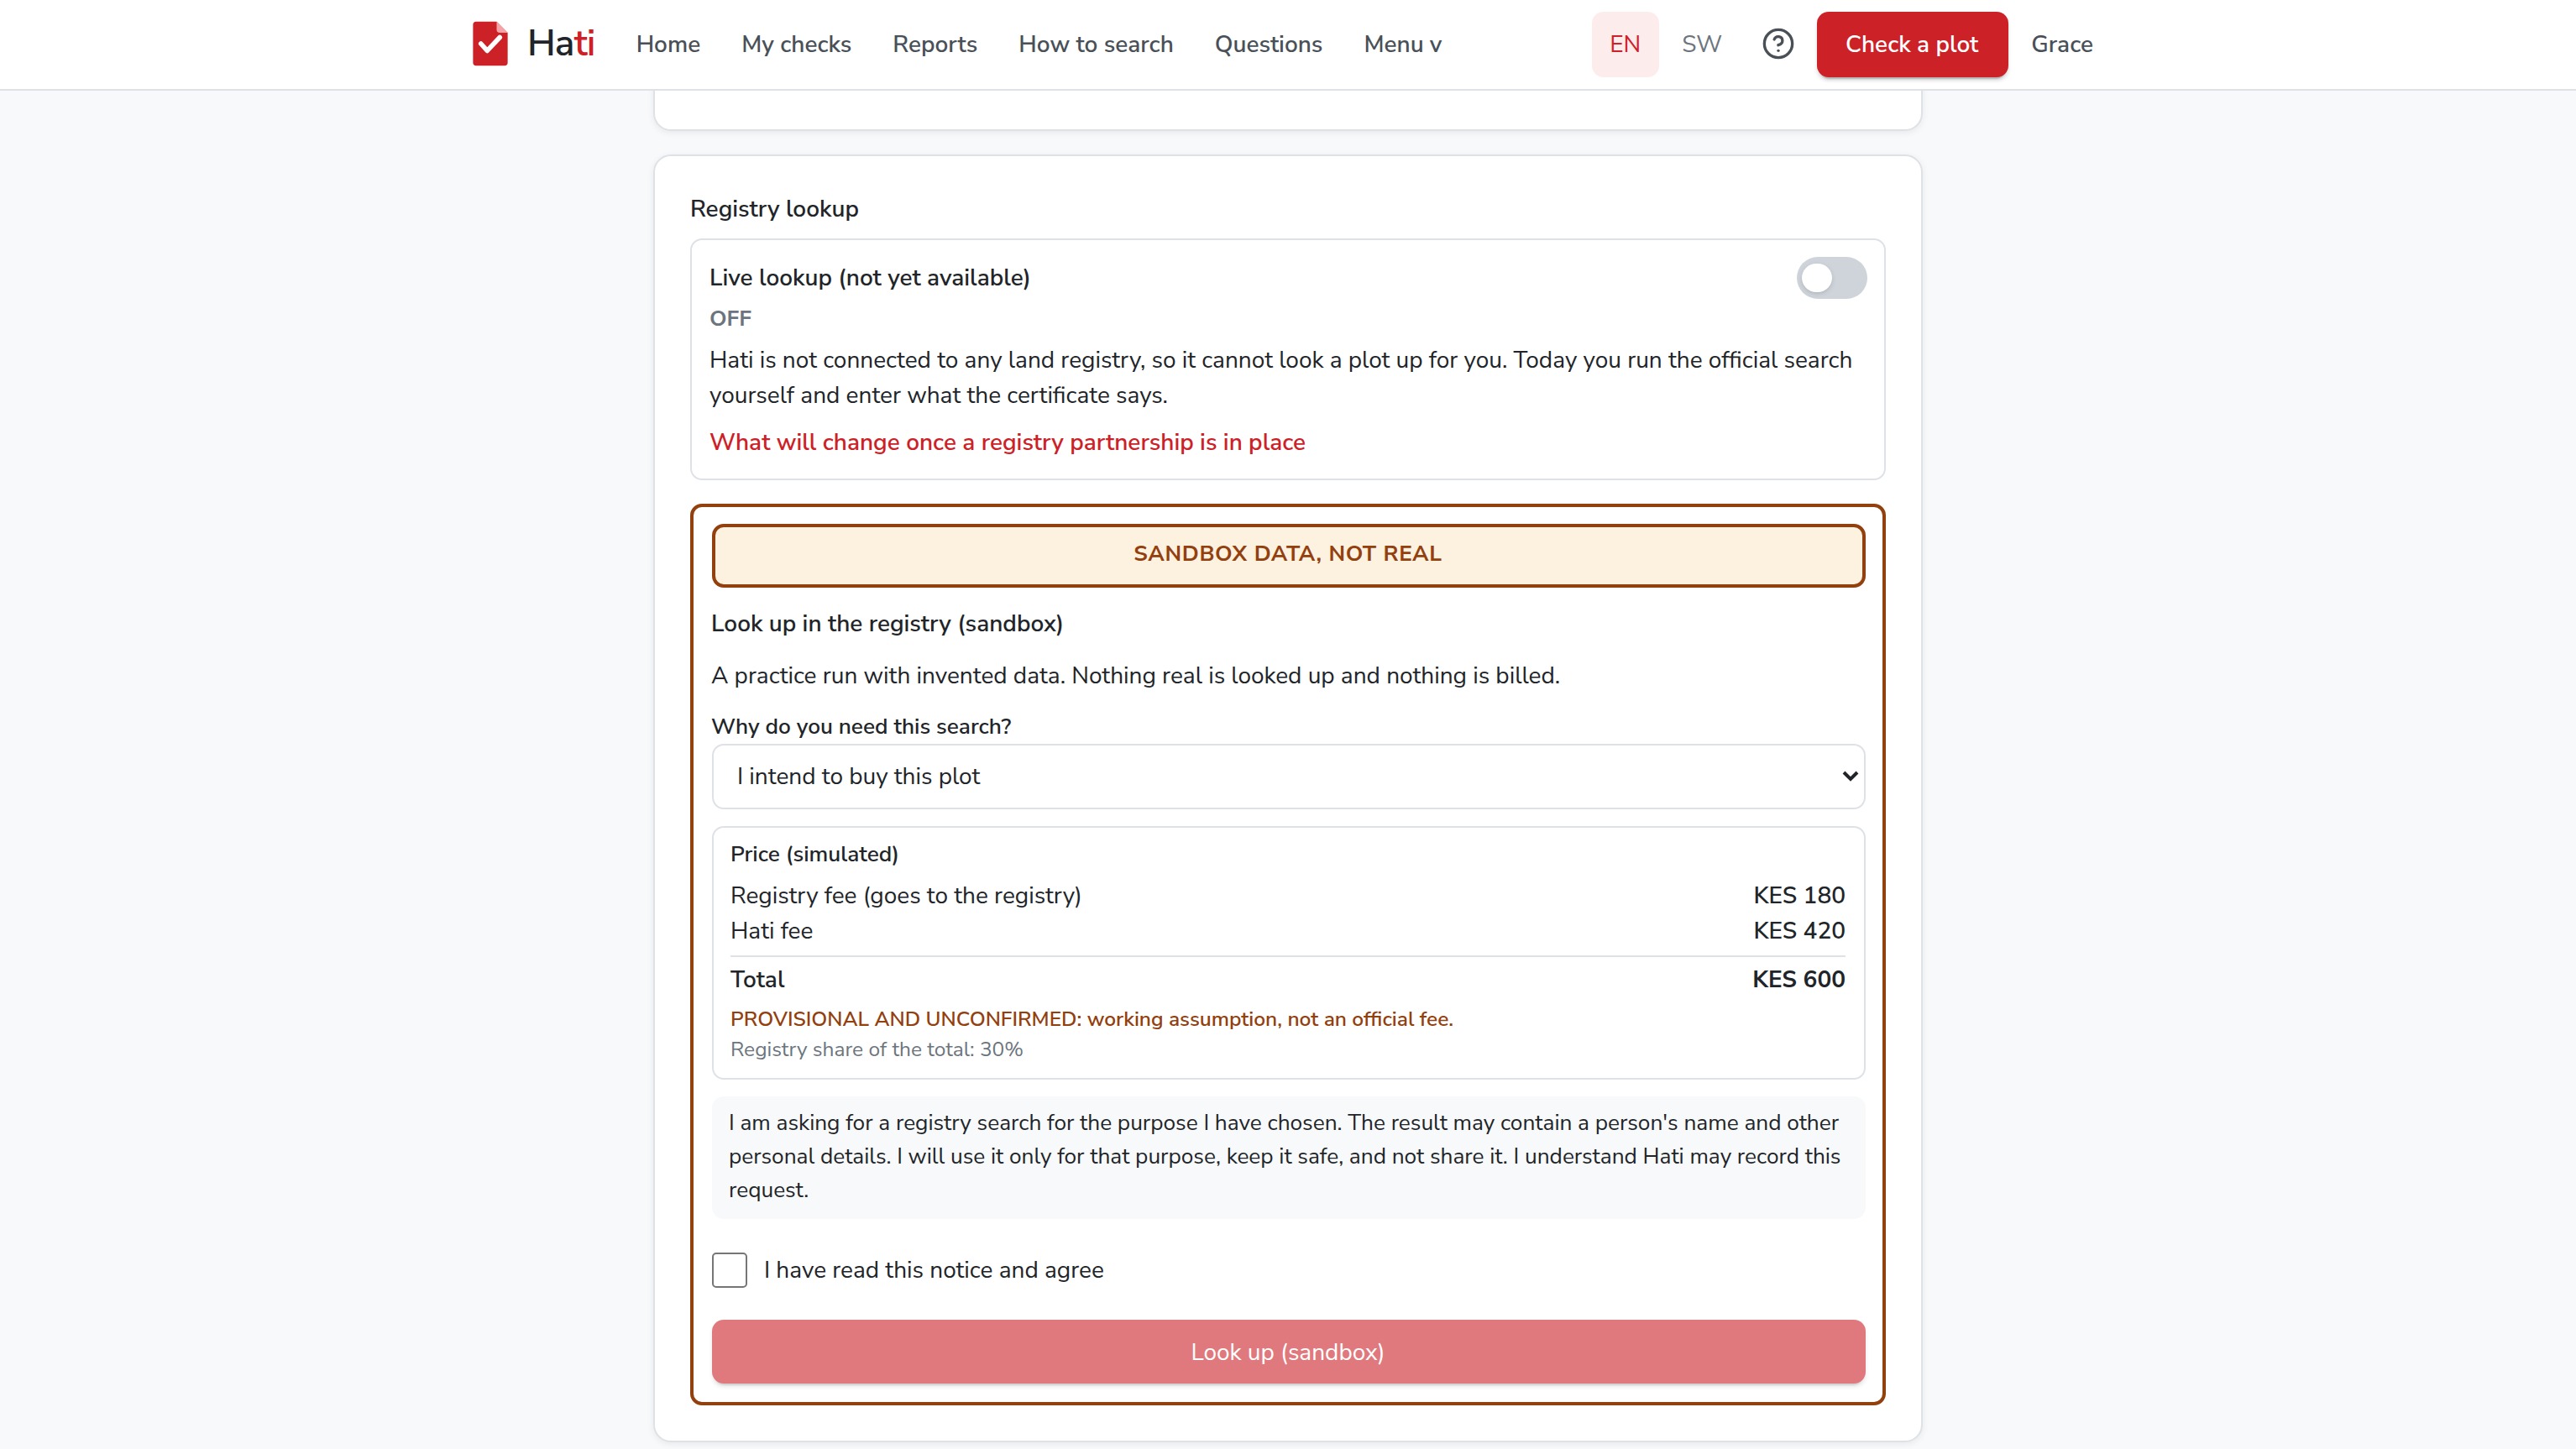 Hati
Home
My checks
Reports
How to search
Questions
Menu v
EN
SW
?
Check a plot
Grace
Registry lookup
Live lookup (not yet available)
OFF
Hati is not connected to any land registry, so it cannot look a plot up for you. Today you run the official search
yourself and enter what the certificate says.
What will change once a registry partnership is in place
SANDBOX DATA, NOT REAL
Look up in the registry (sandbox)
A practice run with invented data. Nothing real is looked up and nothing is billed.
Why do you need this search?
I intend to buy this plot
Price (simulated)
Registry fee (goes to the registry) KES 180
Hati fee KES 420
Total KES 600
PROVISIONAL AND UNCONFIRMED: working assumption, not an official fee.
Registry share of the total: 30%
I am asking for a registry search for the purpose I have chosen. The result may contain a person's name and other
personal details. I will use it only for that purpose, keep it safe, and not share it. I understand Hati may record this
request.
I have read this notice and agree
Look up (sandbox)